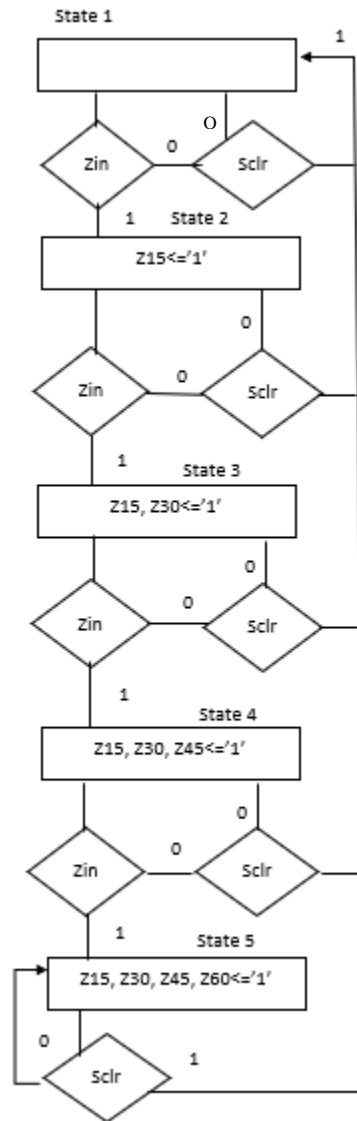 State 1
1
O
Zin
0
Sclr
1
State 2
Z15<='1'
0
Zin
0
Sclr
1
State 3
Z15, Z30<='1'
0
Zin
0
Sclr
1
State 4
Z15, Z30, Z45<='1'
0
Zin
0
Sclr
1
State 5
Z15, Z30, Z45, Z60<='1'
0
1
Sclr